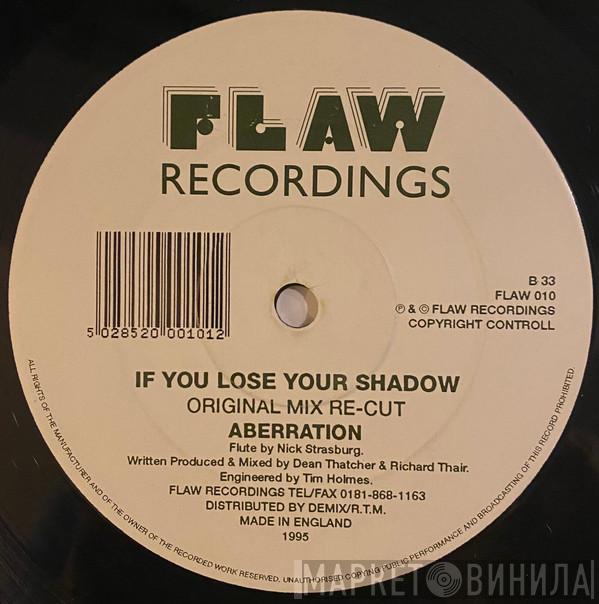 FLAW
RECORDINGS
5 028520 001012
B 33
FLAW 010
℗ & © FLAW RECORDINGS
COPYRIGHT CONTROLL
IF YOU LOSE YOUR SHADOW
ORIGINAL MIX RE-CUT
ABERRATION
Flute by Nick Strasburg.
Written Produced & Mixed by Dean Thatcher & Richard Thair.
Engineered by Tim Holmes.
FLAW RECORDINGS TEL/FAX 0181-868-1163
DISTRIBUTED BY DEMIX/R.T.M.
MADE IN ENGLAND
1995
ALL RIGHTS OF THE MANUFACTURER AND OF THE OWNER OF THE RECORDED WORK RESERVED. UNAUTHORISED COPYING PUBLIC PERFORMANCE AND BROADCASTING OF THIS RECORD PROHIBITED.
МАРКЕТ ВИНИЛА